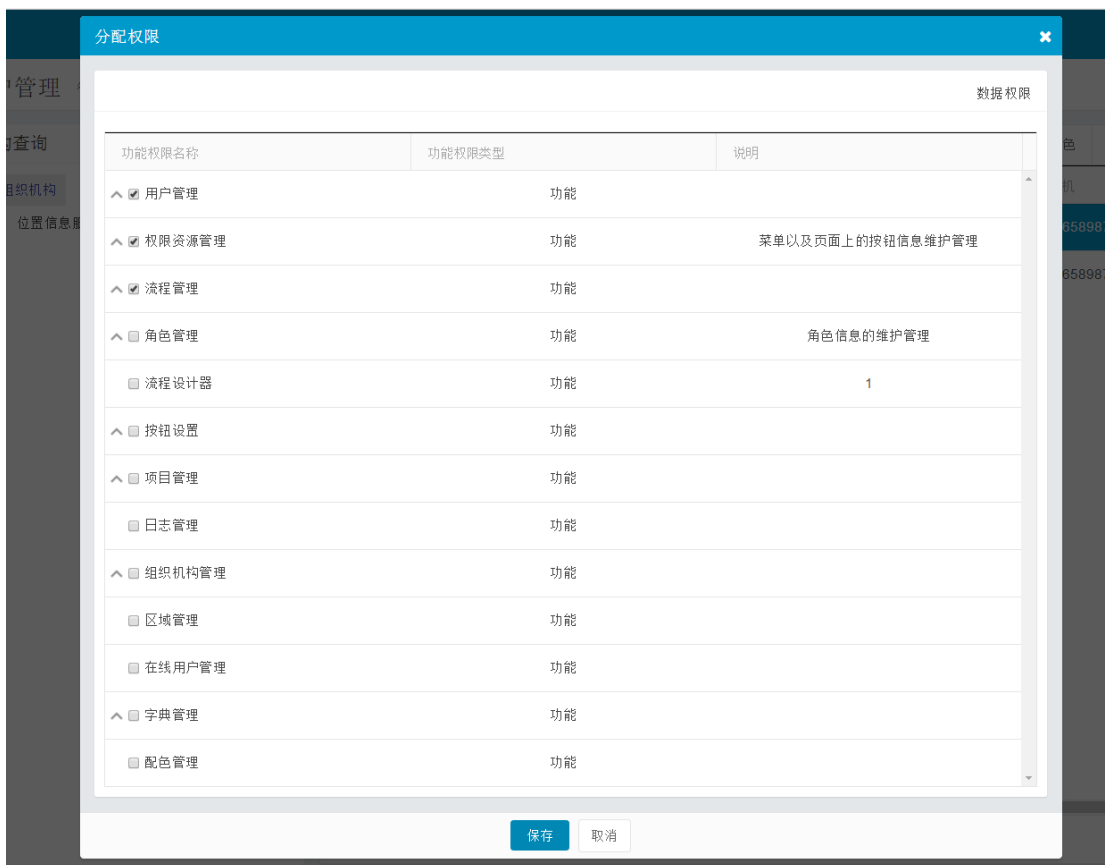 分配权限
管理
数据权限
查询
色
功能权限名称 功能权限类型 说明
组织机构
机
用户管理 功能
位置信息服
65898
权限资源管理 功能 菜单以及页面上的按钮信息维护管理
流程管理 功能
65898
角色管理 功能 角色信息的维护管理
流程设计器 功能 1
按钮设置 功能
项目管理 功能
日志管理 功能
组织机构管理 功能
区域管理 功能
在线用户管理 功能
字典管理 功能
配色管理 功能
保存 取消